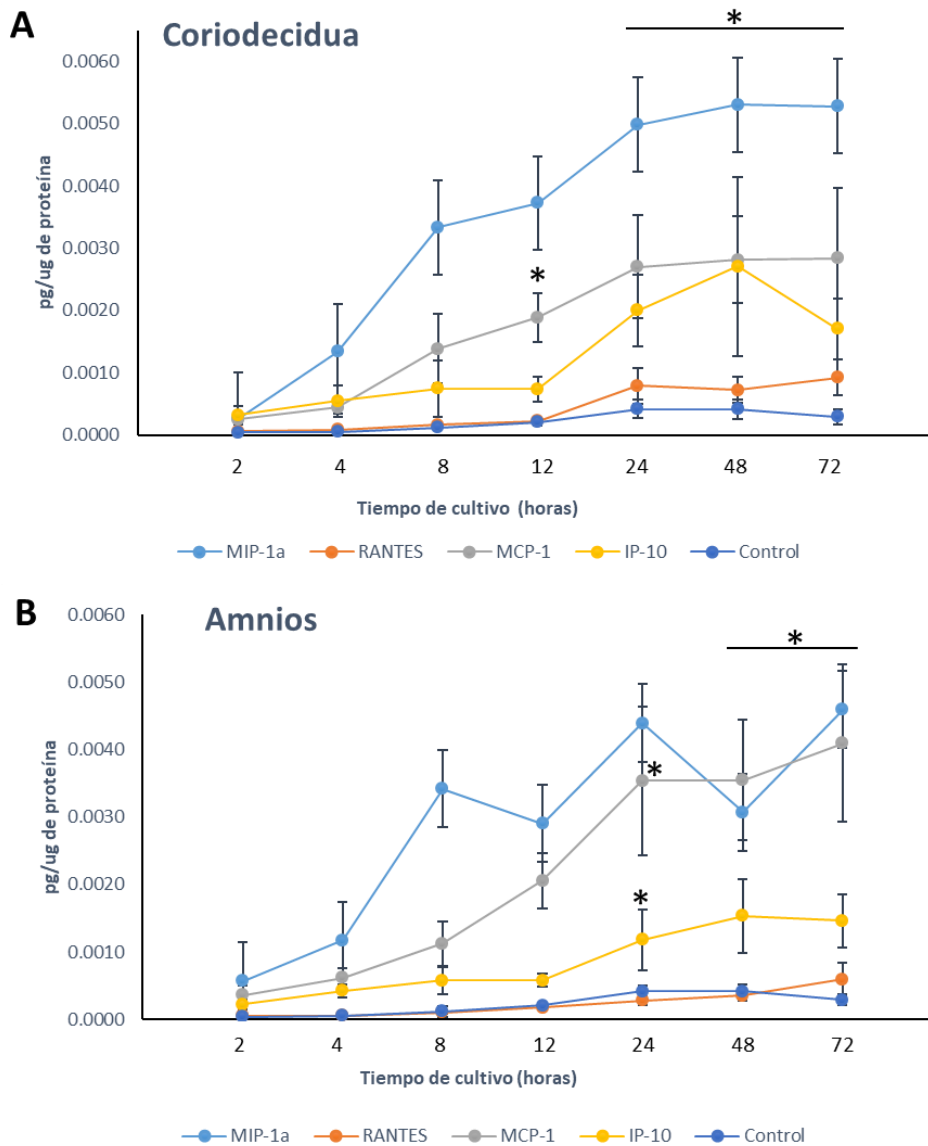 A
Coriodecidua
*
0.0060
0.0050
0.0040
0.0030
0.0020
0.0010
0.0000
pg/ug de proteína
*
2 4 8 12 24 48 72
Tiempo de cultivo (horas)
MIP-1a RANTES MCP-1 IP-10 Control
B
Amnios
*
0.0060
0.0050
0.0040
0.0030
0.0020
0.0010
0.0000
pg/ug de proteína
*
*
2 4 8 12 24 48 72
Tiempo de cultivo (horas)
MIP-1a RANTES MCP-1 IP-10 Control